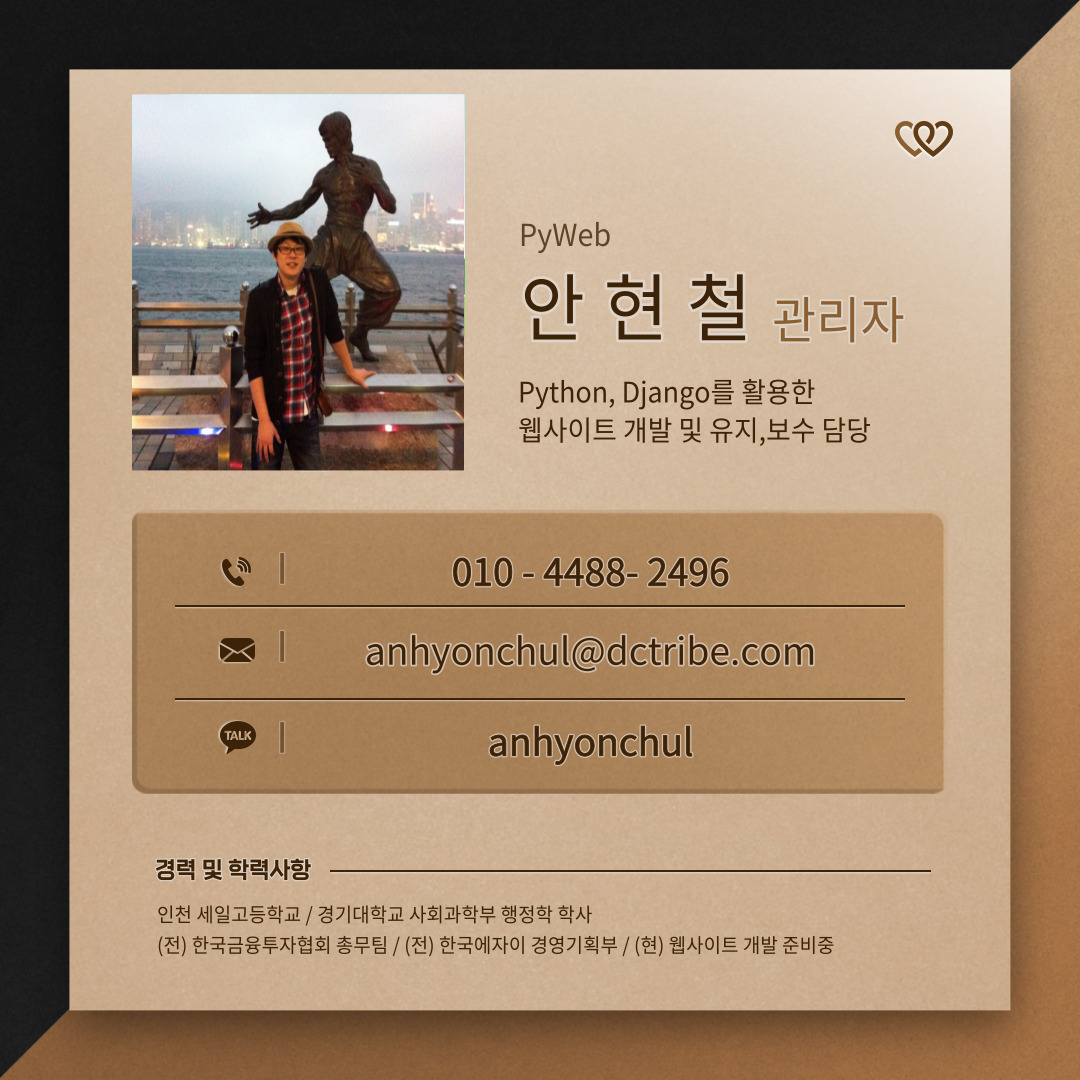 PyWeb
안 현 철 관리자
Python, Django를 활용한
웹사이트 개발 및 유지,보수 담당
010 - 4488- 2496
anhyonchul@dctribe.com
TALK
anhyonchul
경력 및 학력사항
인천 세일고등학교 / 경기대학교 사회과학부 행정학 학사
(전) 한국금융투자협회 총무팀 / (전) 한국에자이 경영기획부 / (현) 웹사이트 개발 준비중